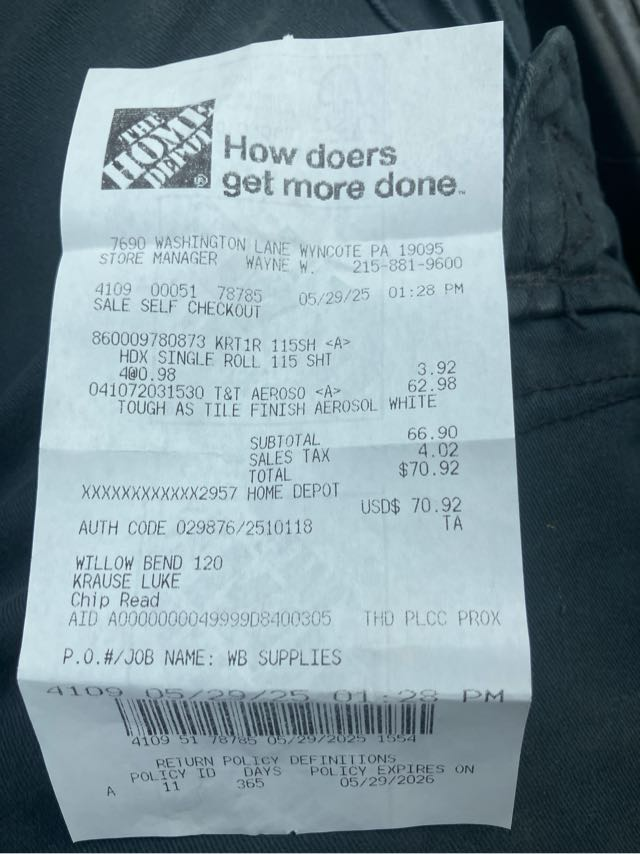 THE
HOME
DEPOT
®
How doers
get more done™
7690 WASHINGTON LANE WYNCOTE PA 19095
STORE MANAGER WAYNE W. 215-881-9600
4109 00051 78785 05/29/25 01:28 PM
SALE SELF CHECKOUT
860009780873 KRT1R 115SH <A>
HDX SINGLE ROLL 115 SHT
4@0.98 3.92
041072031530 T&T AEROSO <A> 62.98
TOUGH AS TILE FINISH AEROSOL WHITE
SUBTOTAL 66.90
SALES TAX 4.02
TOTAL $70.92
XXXXXXXXXXXX2957 HOME DEPOT
USD$ 70.92
AUTH CODE 029876/2510118 TA
WILLOW BEND 120
KRAUSE LUKE
Chip Read
AID A0000000049999D8400305 THD PLCC PROX
P.O.#/JOB NAME: WB SUPPLIES
4109 05/29/25 01:28 PM
4109 51 78785 05/29/2025 1554
RETURN POLICY DEFINITIONS
POLICY ID DAYS POLICY EXPIRES ON
A 11 365 05/29/2026